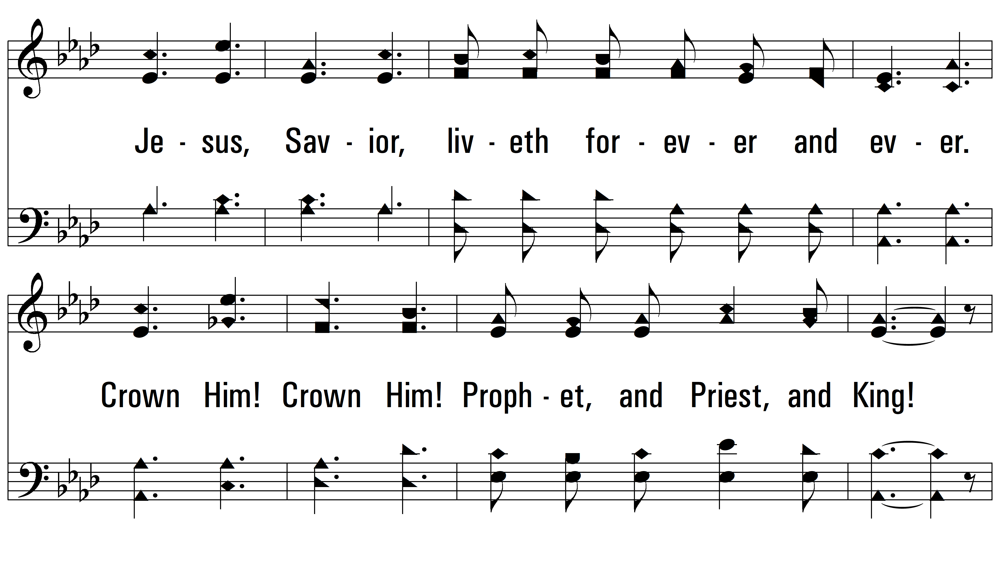 Je - sus, Sav - ior, liv - eth for - ev - er and ev - er.
Crown Him! Crown Him! Proph - et, and Priest, and King!